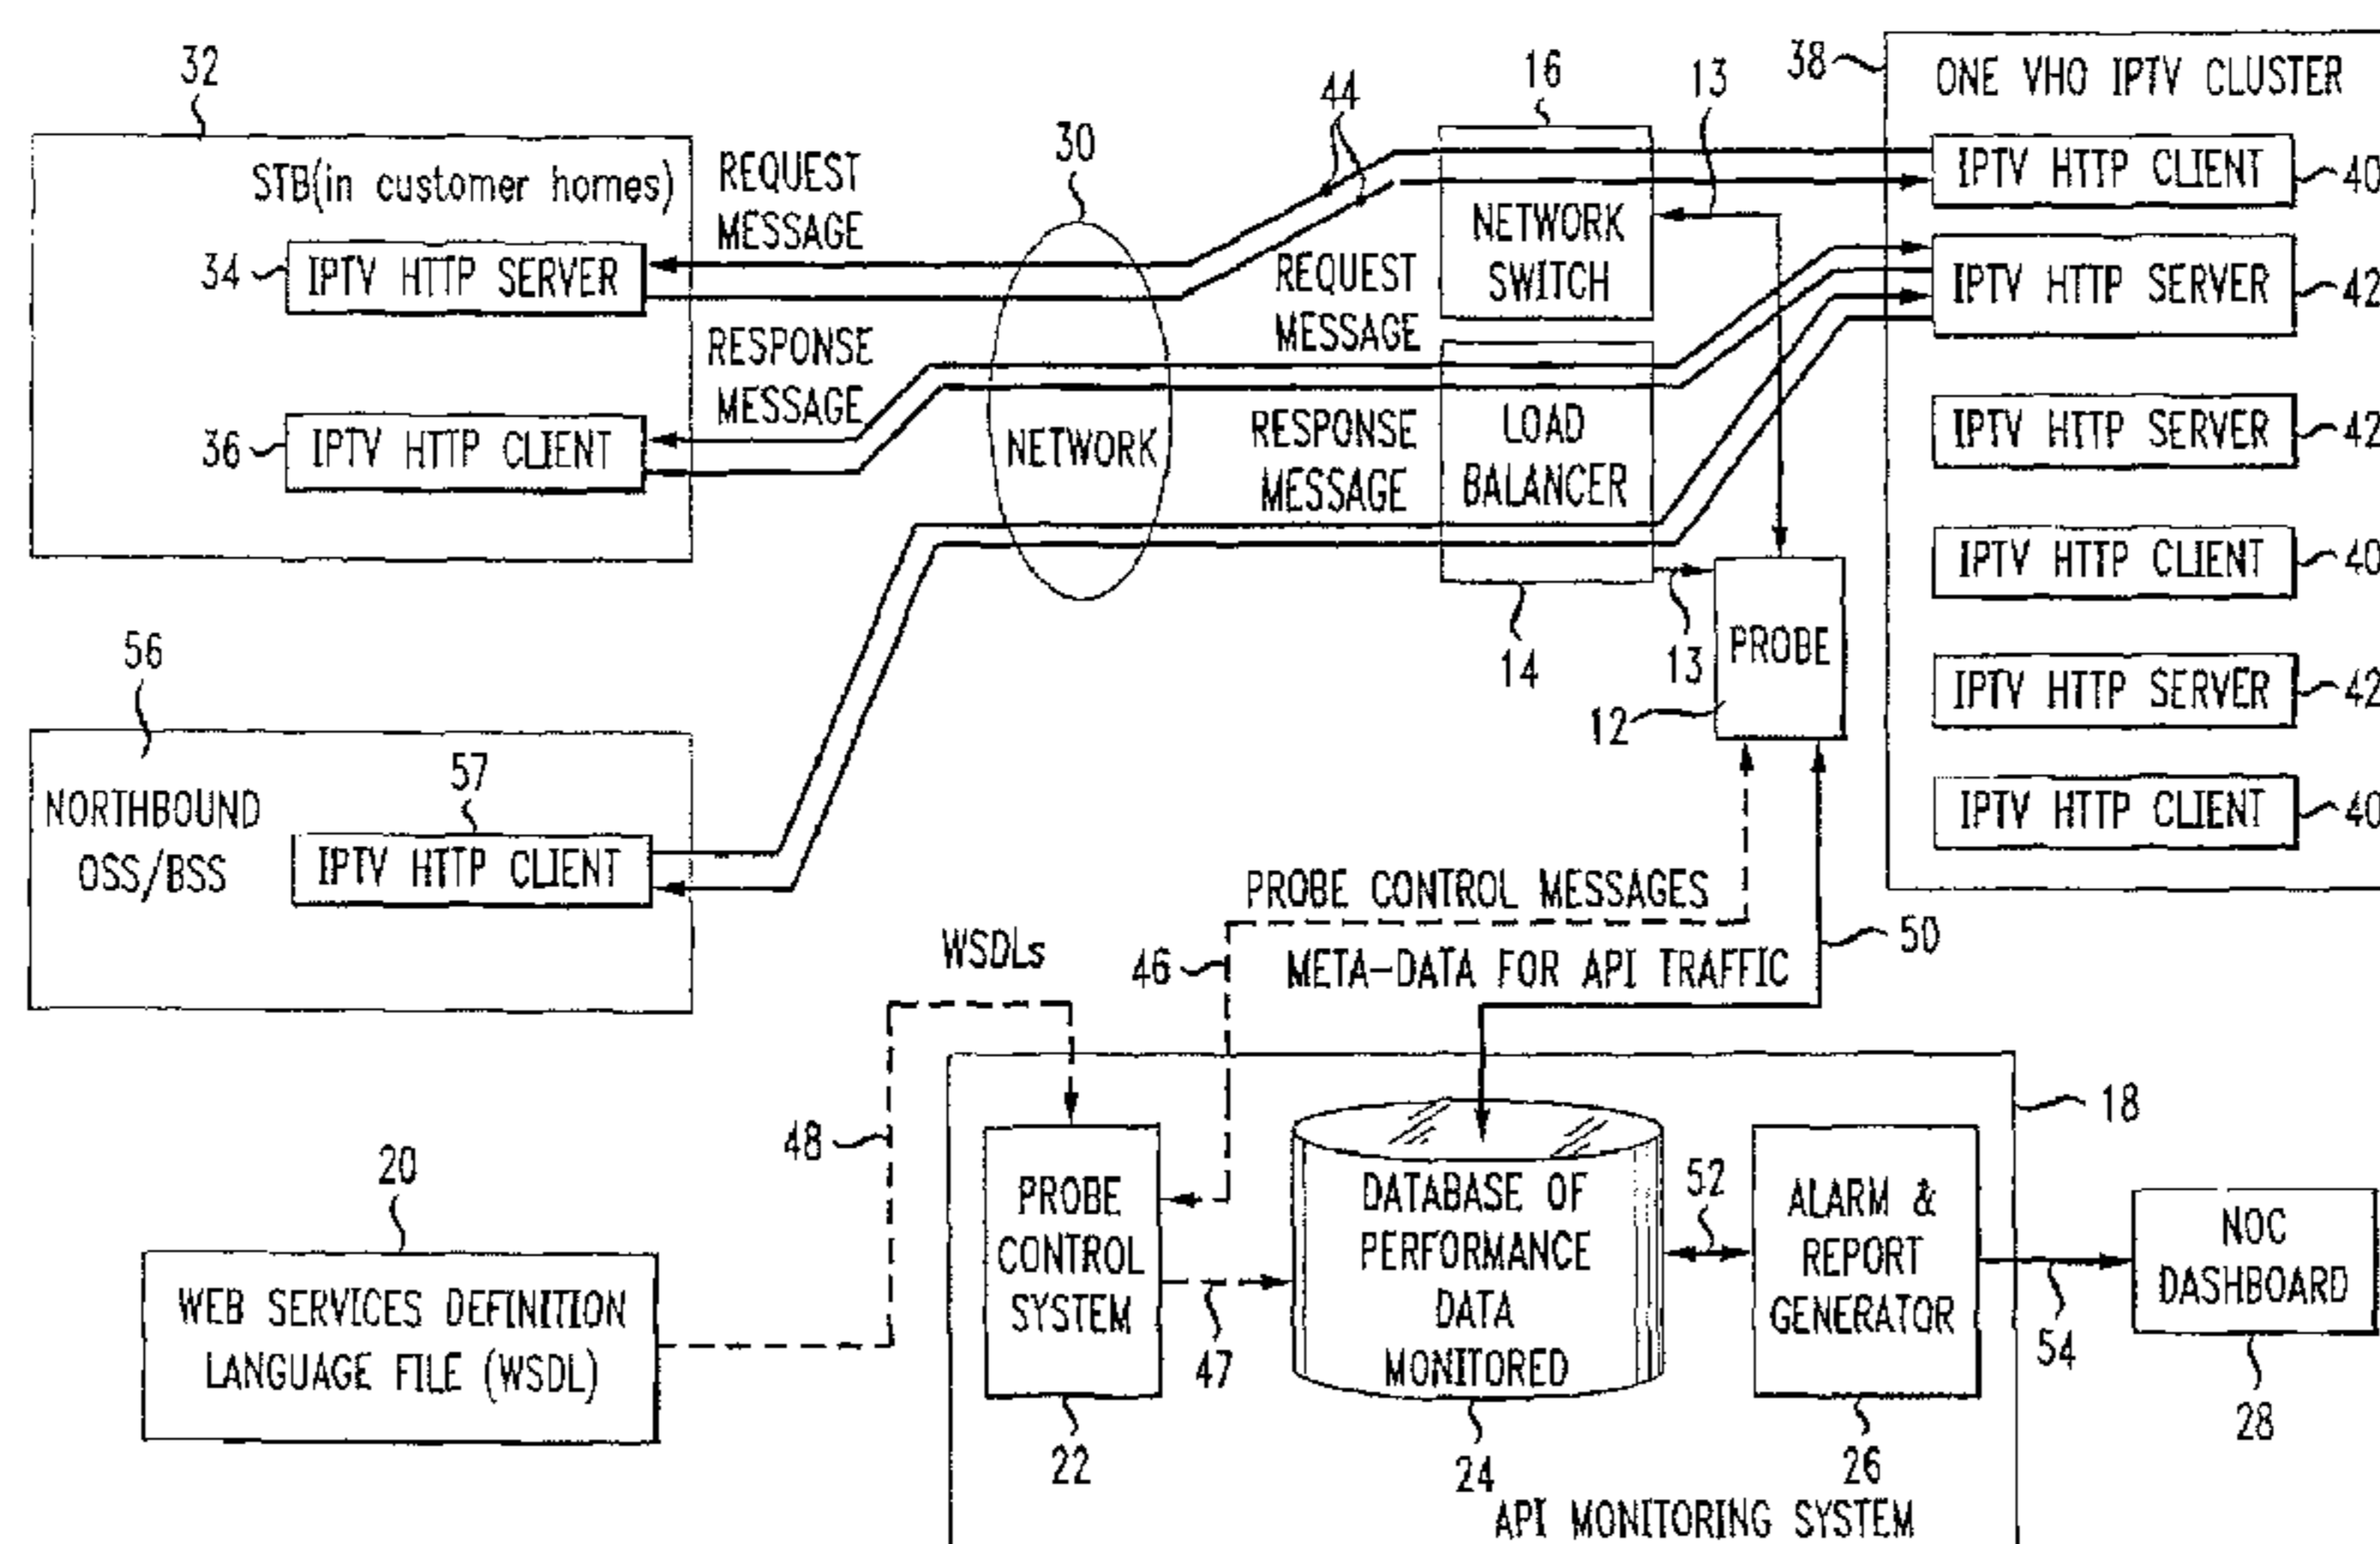 32
STB(in customer homes)
34
IPTV HTTP SERVER
36
IPTV HTTP CLIENT
REQUEST
MESSAGE
RESPONSE
MESSAGE
30
NETWORK
44
REQUEST
MESSAGE
RESPONSE
MESSAGE
16
NETWORK
SWITCH
13
LOAD
BALANCER
14
13
PROBE
12
38
ONE VHO IPTV CLUSTER
IPTV HTTP CLIENT
40
IPTV HTTP SERVER
42
IPTV HTTP SERVER
42
IPTV HTTP CLIENT
40
IPTV HTTP SERVER
42
IPTV HTTP CLIENT
40
56
NORTHBOUND
OSS/BSS
57
IPTV HTTP CLIENT
PROBE CONTROL MESSAGES
46
META-DATA FOR API TRAFFIC
50
WSDLs
48
20
WEB SERVICES DEFINITION
LANGUAGE FILE (WSDL)
PROBE
CONTROL
SYSTEM
22
47
DATABASE OF
PERFORMANCE
DATA
MONITORED
24
52
ALARM &
REPORT
GENERATOR
26
18
54
NOC
DASHBOARD
28
API MONITORING SYSTEM